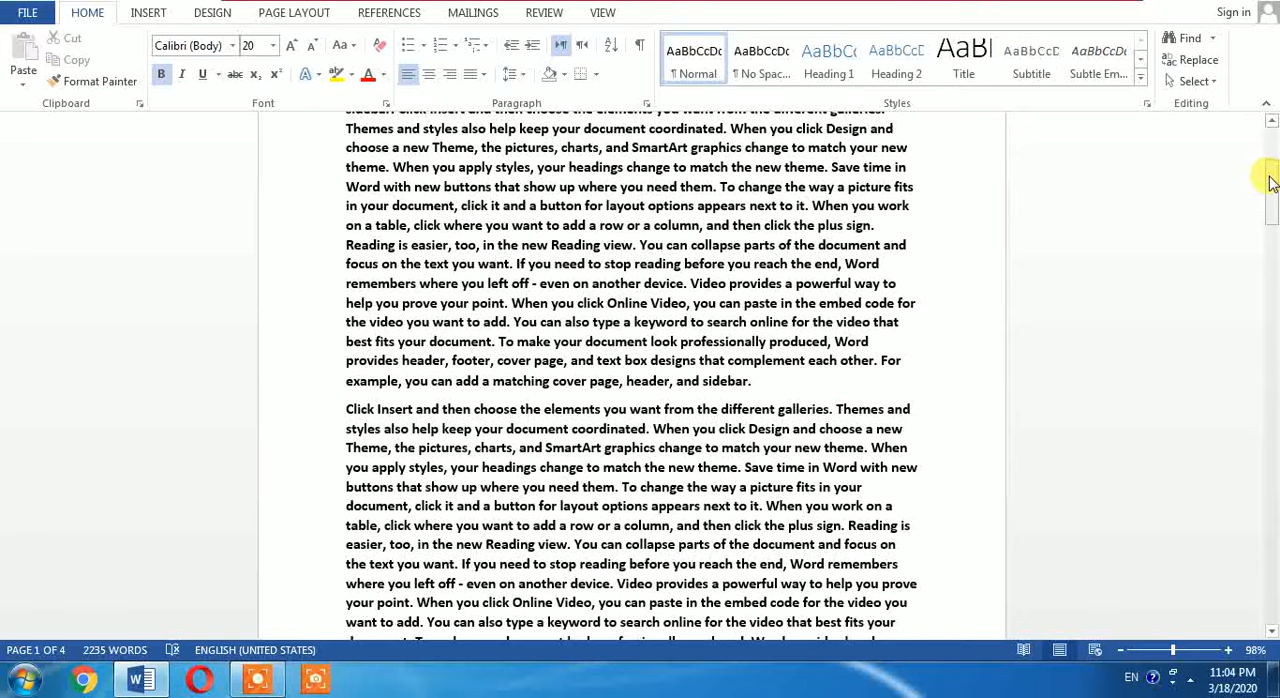 FILE HOME INSERT DESIGN PAGE LAYOUT REFERENCES MAILINGS REVIEW VIEW Sign in
Cut
Copy
Format Painter
Paste
Clipboard
Calibri (Body) 20
Font
Paragraph
AaBbCcDc AaBbCcDc AaBbCc AaBbCcD AaBl AaBbCcD AaBbCcDc
¶ Normal ¶ No Spac... Heading 1 Heading 2 Title Subtitle Subtle Em...
Styles
Find
Replace
Select
Editing
sidebar. Click Insert and then choose the elements you want from the different galleries.
Themes and styles also help keep your document coordinated. When you click Design and
choose a new Theme, the pictures, charts, and SmartArt graphics change to match your new
theme. When you apply styles, your headings change to match the new theme. Save time in
Word with new buttons that show up where you need them. To change the way a picture fits
in your document, click it and a button for layout options appears next to it. When you work
on a table, click where you want to add a row or a column, and then click the plus sign.
Reading is easier, too, in the new Reading view. You can collapse parts of the document and
focus on the text you want. If you need to stop reading before you reach the end, Word
remembers where you left off - even on another device. Video provides a powerful way to
help you prove your point. When you click Online Video, you can paste in the embed code for
the video you want to add. You can also type a keyword to search online for the video that
best fits your document. To make your document look professionally produced, Word
provides header, footer, cover page, and text box designs that complement each other. For
example, you can add a matching cover page, header, and sidebar.
Click Insert and then choose the elements you want from the different galleries. Themes and
styles also help keep your document coordinated. When you click Design and choose a new
Theme, the pictures, charts, and SmartArt graphics change to match your new theme. When
you apply styles, your headings change to match the new theme. Save time in Word with new
buttons that show up where you need them. To change the way a picture fits in your
document, click it and a button for layout options appears next to it. When you work on a
table, click where you want to add a row or a column, and then click the plus sign. Reading is
easier, too, in the new Reading view. You can collapse parts of the document and focus on
the text you want. If you need to stop reading before you reach the end, Word remembers
where you left off - even on another device. Video provides a powerful way to help you prove
your point. When you click Online Video, you can paste in the embed code for the video you
want to add. You can also type a keyword to search online for the video that best fits your
PAGE 1 OF 4 2235 WORDS ENGLISH (UNITED STATES) 98%
EN 11:04 PM
3/18/2020